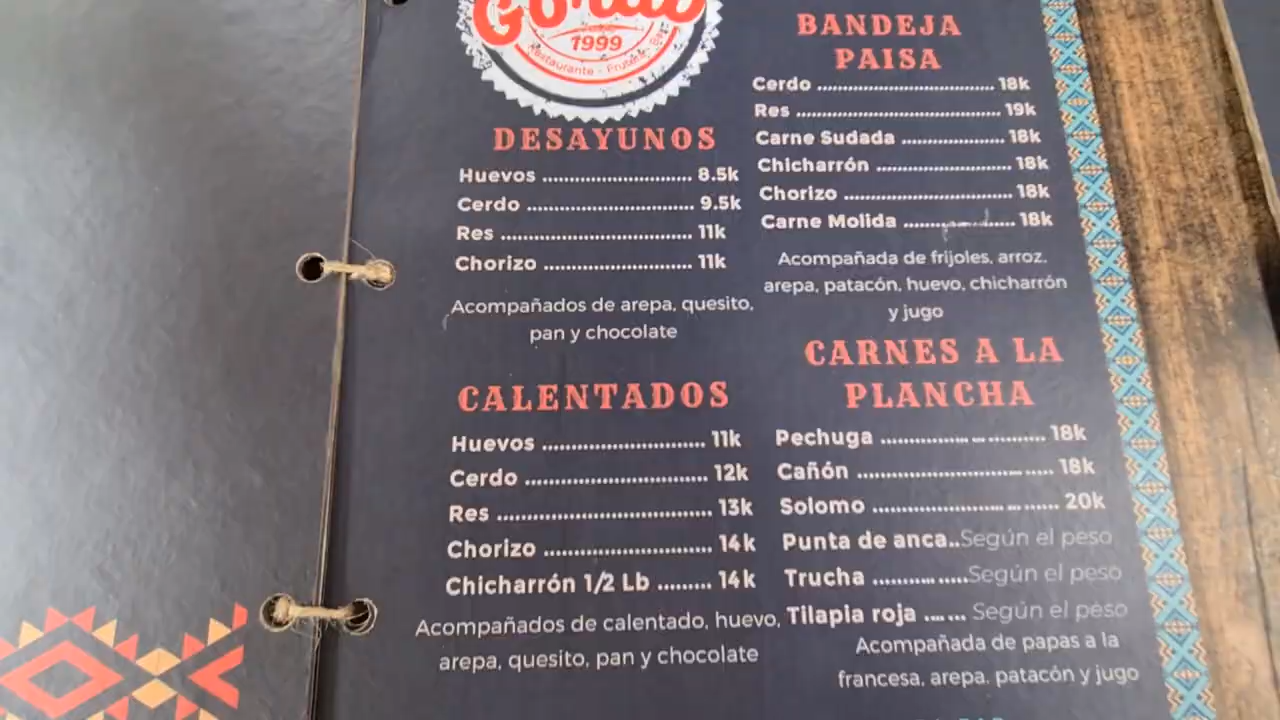 1999
Restaurante - Frutería
DESAYUNOS
Huevos ........................ 8.5k
Cerdo ........................... 9.5k
Res ................................ 11k
Chorizo ........................ 11k
Acompañados de arepa, quesito,
pan y chocolate
CALENTADOS
Huevos .......................... 11k
Cerdo ............................. 12k
Res .................................. 13k
Chorizo .......................... 14k
Chicharrón 1/2 Lb ......... 14k
Acompañados de calentado, huevo,
arepa, quesito, pan y chocolate
BANDEJA
PAISA
Cerdo ................................ 18k
Res ..................................... 19k
Carne Sudada .................. 18k
Chicharrón ........................ 18k
Chorizo .............................. 18k
Carne Molida .................... 18k
Acompañada de frijoles, arroz,
arepa, patacón, huevo, chicharrón
y jugo
CARNES A LA
PLANCHA
Pechuga ........................... 18k
Cañón ............................... 18k
Solomo ............................. 20k
Punta de anca..Según el peso
Trucha ...............Según el peso
Tilapia roja ....... Según el peso
Acompañada de papas a la
francesa, arepa, patacón y jugo